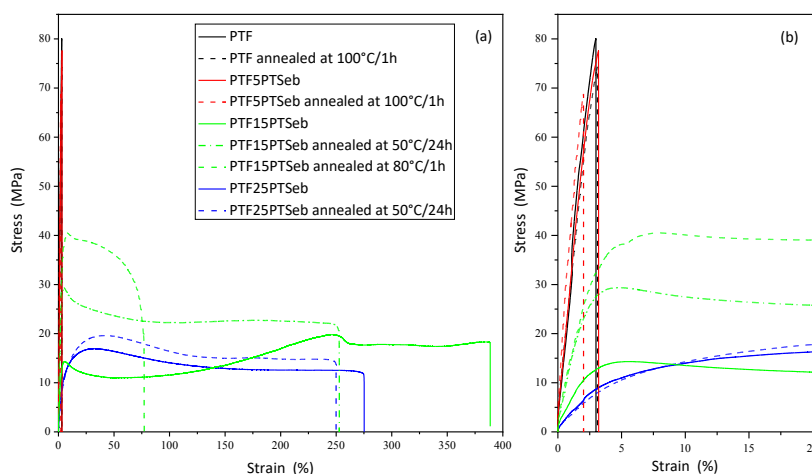 (a)
PTF
PTF annealed at 100°C/1h
PTF5PTSeb
PTF5PTSeb annealed at 100°C/1h
PTF15PTSeb
PTF15PTSeb annealed at 50°C/24h
PTF15PTSeb annealed at 80°C/1h
PTF25PTSeb
PTF25PTSeb annealed at 50°C/24h
Stress (MPa)
80
70
60
50
40
30
20
10
0
0 50 100 150 200 250 300 350 400
Strain (%)
(b)
Stress (MPa)
80
70
60
50
40
30
20
10
0
0 5 10 15 20
Strain (%)